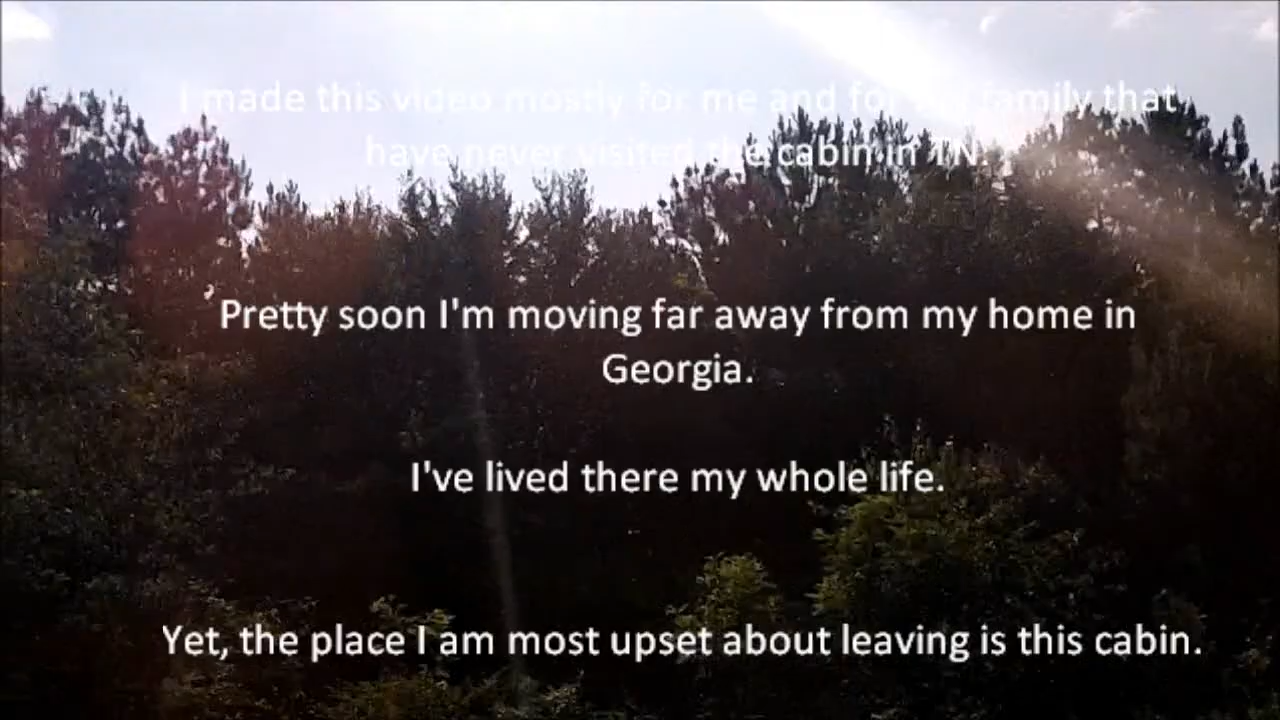 I made this video mostly for me and for my family that
have never visited the cabin in TN.
Pretty soon I'm moving far away from my home in
Georgia.
I've lived there my whole life.
Yet, the place I am most upset about leaving is this cabin.